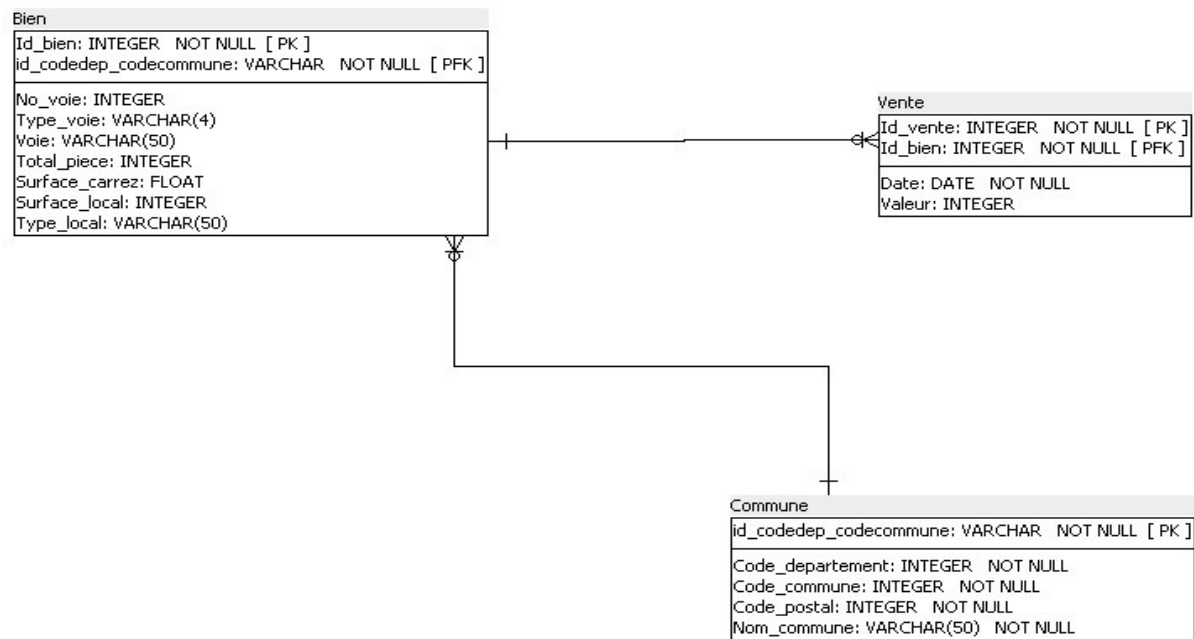 Bien
Id_bien: INTEGER NOT NULL [ PK ]
id_codedep_codecommune: VARCHAR NOT NULL [ PFK ]
No_voie: INTEGER
Type_voie: VARCHAR(4)
Voie: VARCHAR(50)
Total_piece: INTEGER
Surface_carrez: FLOAT
Surface_local: INTEGER
Type_local: VARCHAR(50)
Vente
Id_vente: INTEGER NOT NULL [ PK ]
Id_bien: INTEGER NOT NULL [ PFK ]
Date: DATE NOT NULL
Valeur: INTEGER
Commune
id_codedep_codecommune: VARCHAR NOT NULL [ PK ]
Code_departement: INTEGER NOT NULL
Code_commune: INTEGER NOT NULL
Code_postal: INTEGER NOT NULL
Nom_commune: VARCHAR(50) NOT NULL